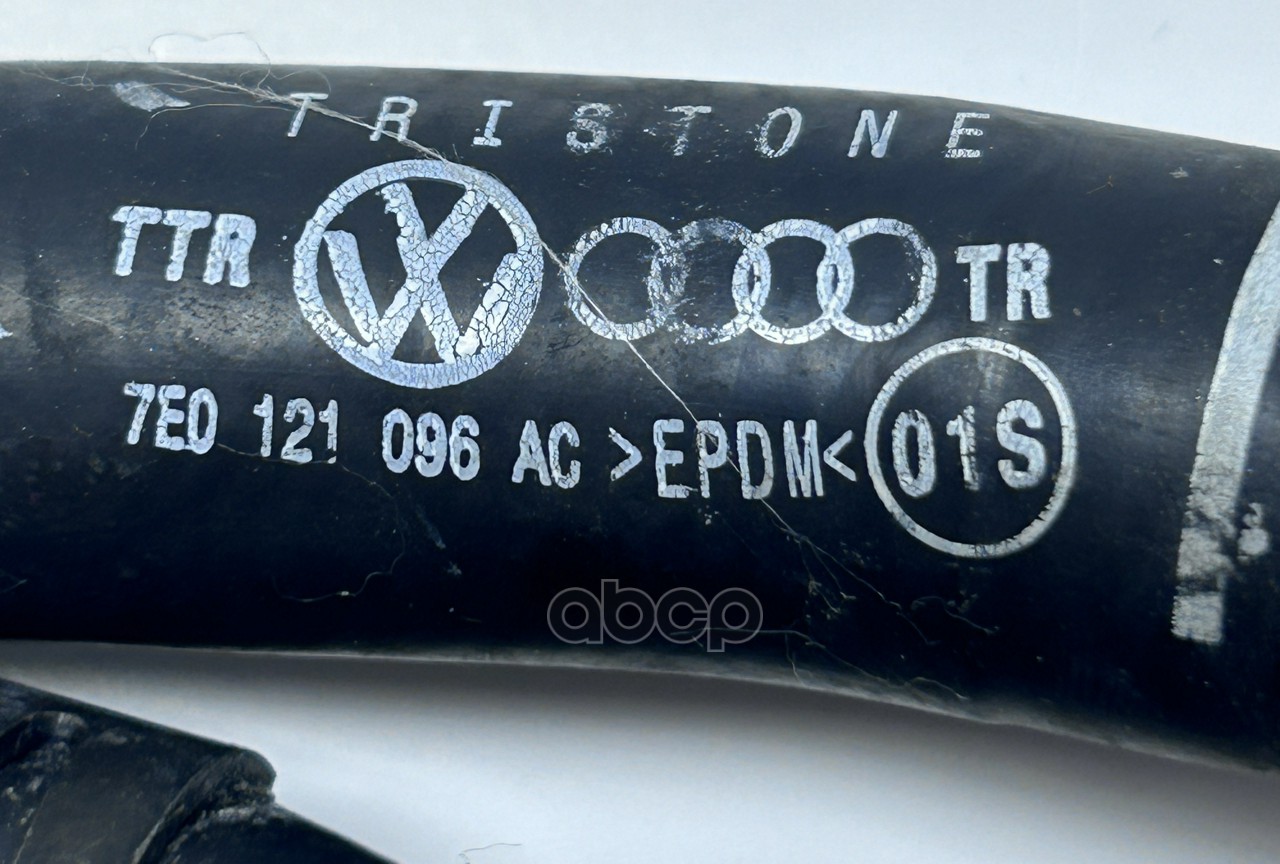 TRISTONE
TTR TR
7E0 121 096 AC >EPDM< 01S
abcp